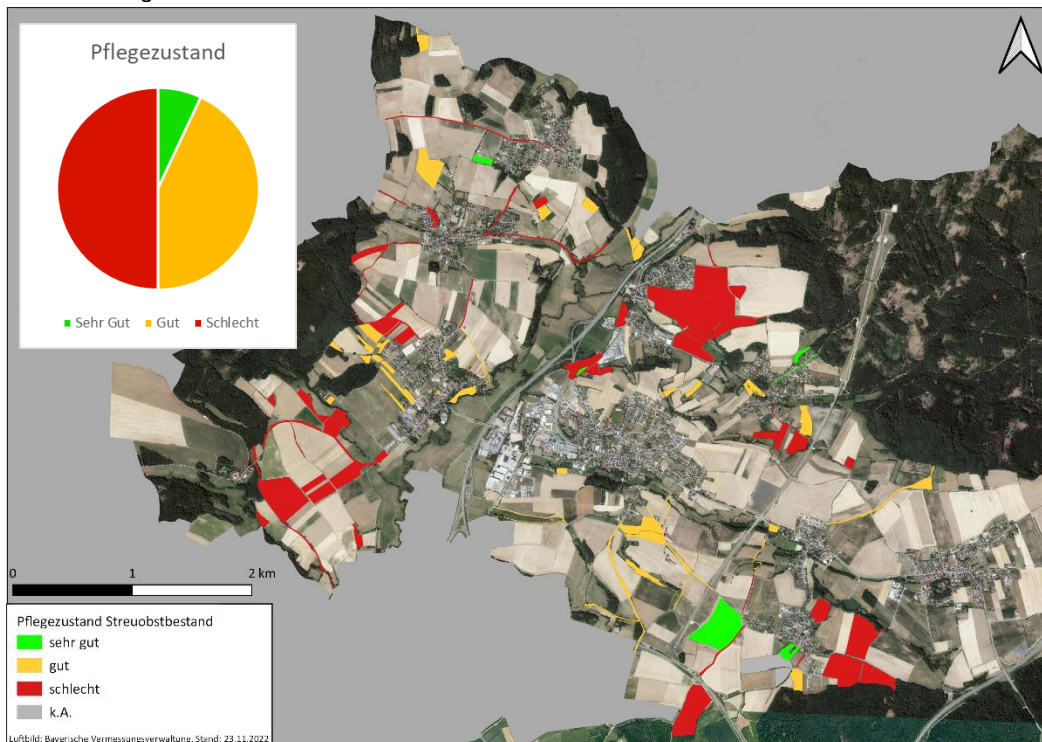 Pflegezustand
Sehr Gut Gut Schlecht
0 1 2 km
Pflegezustand Streuobstbestand
sehr gut
gut
schlecht
k.A.
Luftbild: Bayerische Vermessungsverwaltung, Stand: 23.11.2022